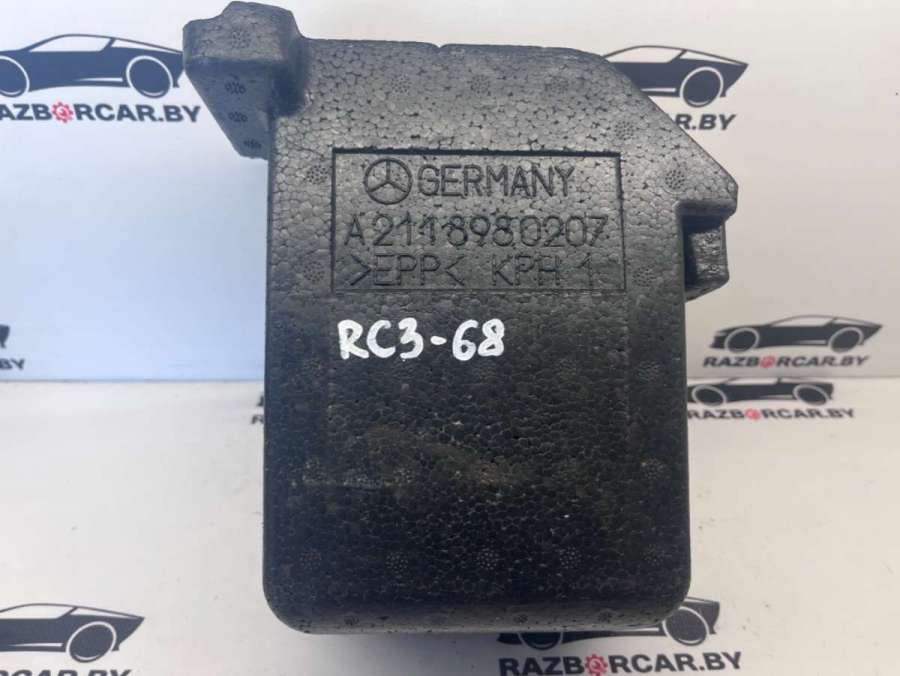 RAZBORCAR.BY
RAZBORCAR.BY
GERMANY
A2118980207
>EPP< KPH 1
RC3-68
RAZBORCAR.BY
RAZBORCAR.BY
RAZBORCAR.BY